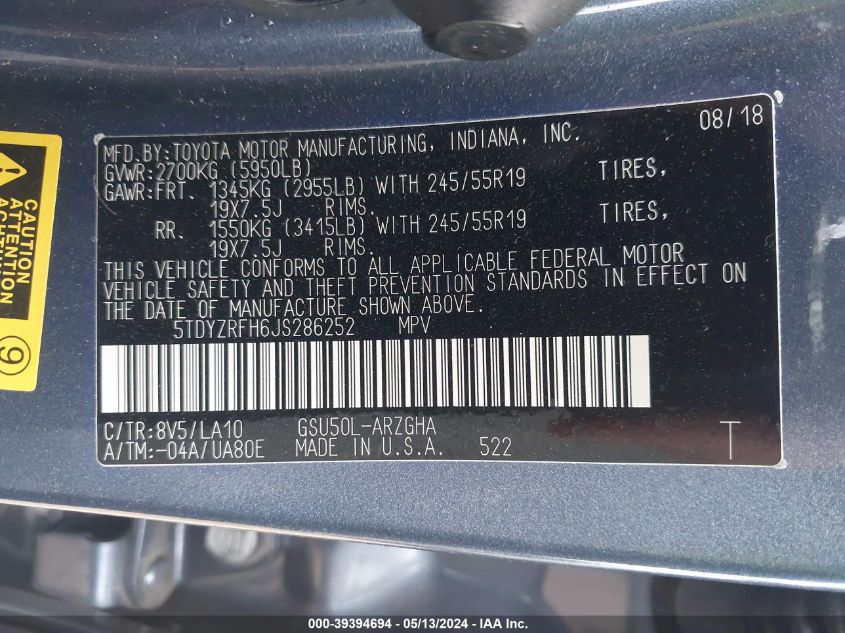 MFD.BY:TOYOTA MOTOR MANUFACTURING, INDIANA, INC. 08/18
GVWR:2700KG (5950LB)
GAWR:FRT. 1345KG (2955LB) WITH 245/55R19 TIRES,
19X7.5J RIMS.
RR. 1550KG (3415LB) WITH 245/55R19 TIRES,
19X7.5J RIMS.
THIS VEHICLE CONFORMS TO ALL APPLICABLE FEDERAL MOTOR
VEHICLE SAFETY AND THEFT PREVENTION STANDARDS IN EFFECT ON
THE DATE OF MANUFACTURE SHOWN ABOVE.
5TDYZRFH6JS286252 MPV
C/TR:8V5/LA10 GSU50L-ARZGHA
A/TM:-04A/UA80E MADE IN U.S.A. 522 T
CAUTION
ATTENTION
ATTENTION
9
000-39394694 - 05/13/2024 - IAA Inc.